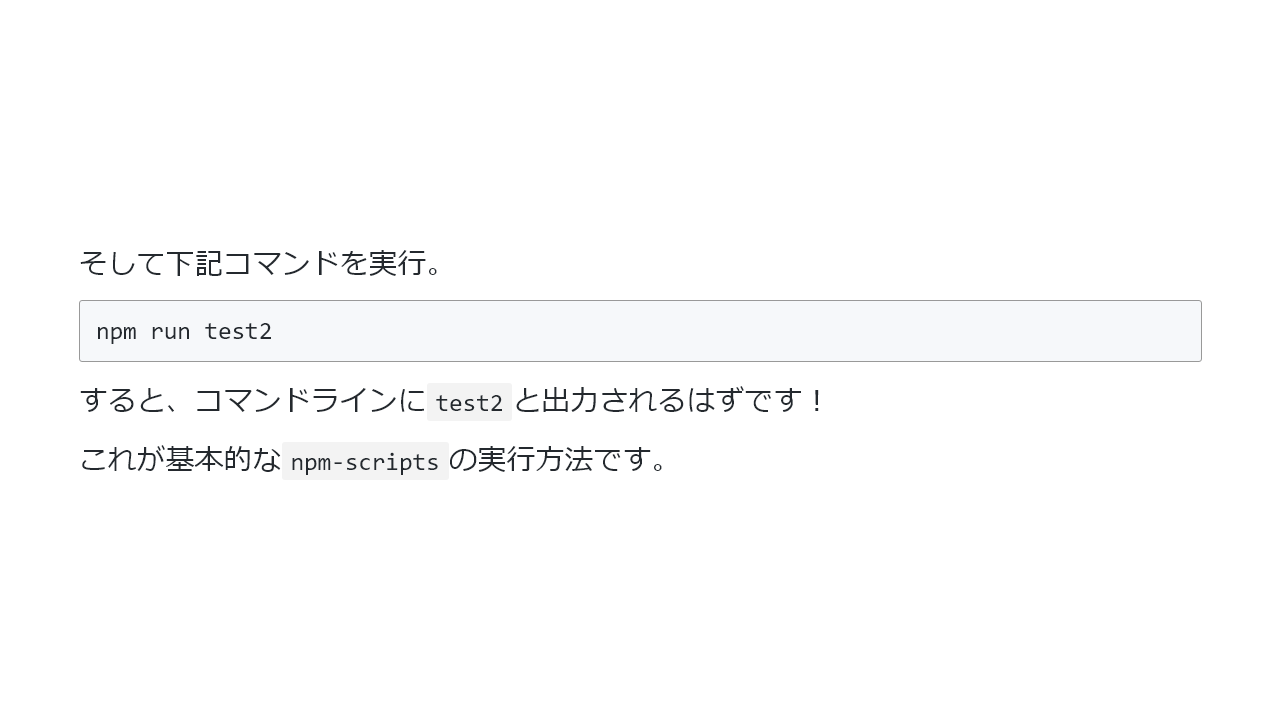 そして下記コマンドを実行。
npm run test2
すると、コマンドラインにtest2と出力されるはずです！
これが基本的なnpm-scriptsの実行方法です。